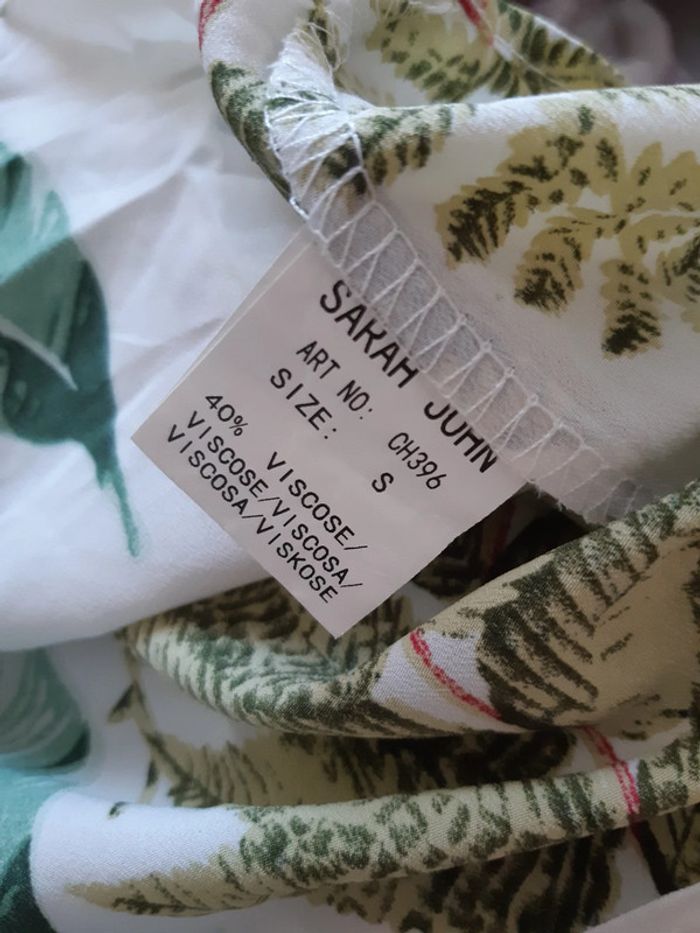 SARAH JOHN
ART NO: CH396
SIZE: S
40% VISCOSE/
VISCOSE/VISCOSA/
VISCOSA/VISKOSE